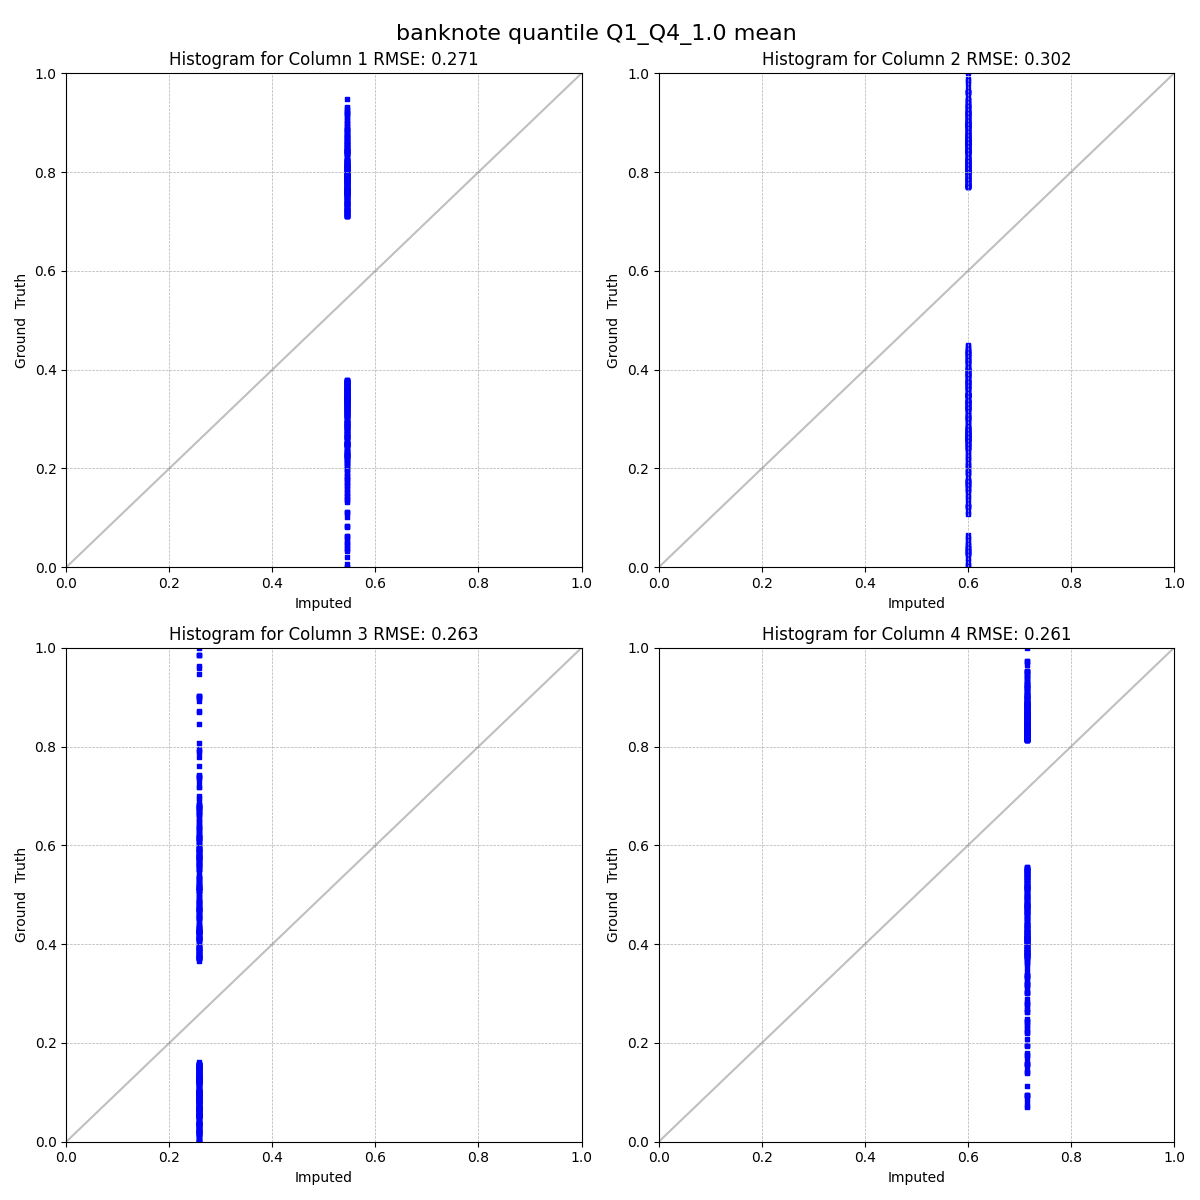 banknote quantile Q1_Q4_1.0 mean
Histogram for Column 1 RMSE: 0.271
1.0
0.8
0.6
0.4
0.2
0.0
Ground Truth
0.0 0.2 0.4 0.6 0.8 1.0
Imputed
Histogram for Column 2 RMSE: 0.302
1.0
0.8
0.6
0.4
0.2
0.0
Ground Truth
0.0 0.2 0.4 0.6 0.8 1.0
Imputed
Histogram for Column 3 RMSE: 0.263
1.0
0.8
0.6
0.4
0.2
0.0
Ground Truth
0.0 0.2 0.4 0.6 0.8 1.0
Imputed
Histogram for Column 4 RMSE: 0.261
1.0
0.8
0.6
0.4
0.2
0.0
Ground Truth
0.0 0.2 0.4 0.6 0.8 1.0
Imputed